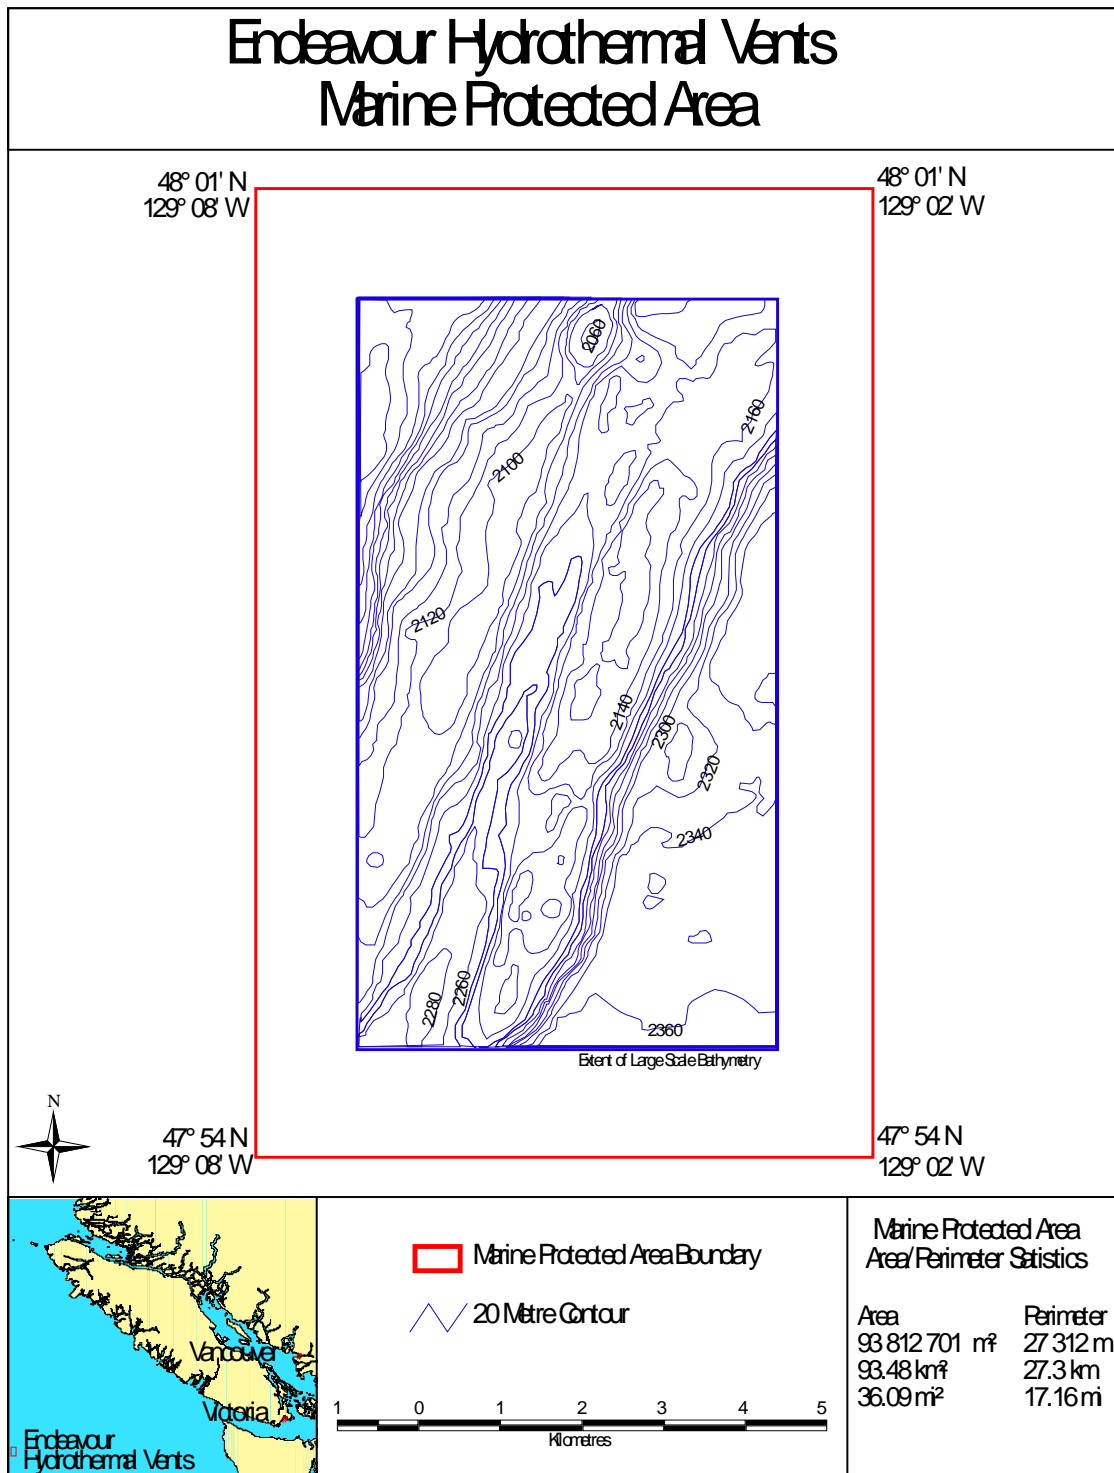 Endeavour Hydrothermal Vents
Marine Protected Area
48° 01' N
129° 08' W
48° 01' N
129° 02' W
2060
2160
2100
2120
2140
2300
2320
2340
2280
2260
2360
Extent of Large Scale Bathymetry
N
47° 54 N
129° 08' W
47° 54 N
129° 02' W
Vancouver
Victoria
Endeavour
Hydrothermal Vents
Marine Protected Area Boundary
20 Metre Contour
1 0 1 2 3 4 5
Kilometres
Marine Protected Area
Area/Perimeter Satistics
Area Perimeter
93 812 701 m² 27 312 m
93.48 km² 27.3 km
36.09 mi² 17.16 mi